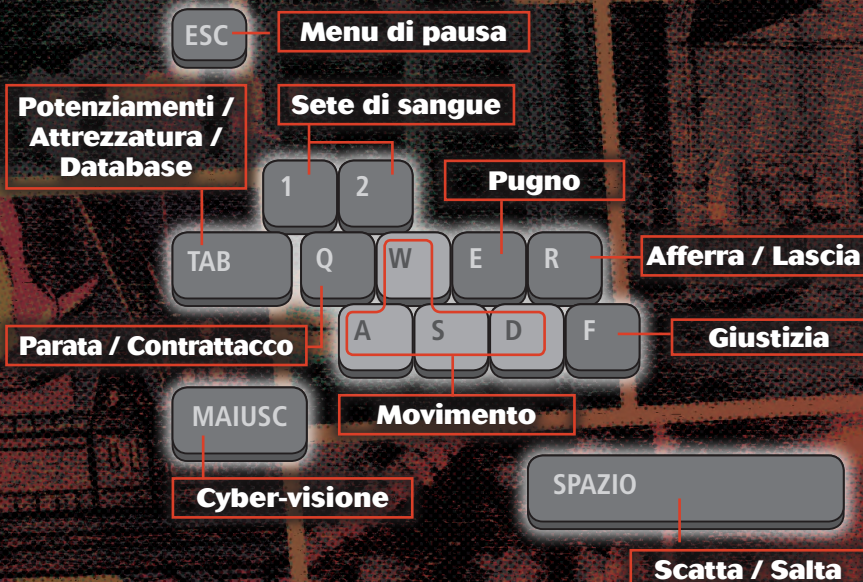 ESC
Menu di pausa
Potenziamenti /
Attrezzatura /
Database
Sete di sangue
1
2
Pugno
TAB
Q
W
E
R
Afferra / Lascia
Parata / Contrattacco
A
S
D
F
Giustizia
MAIUSC
Movimento
Cyber-visione
SPAZIO
Scatta / Salta